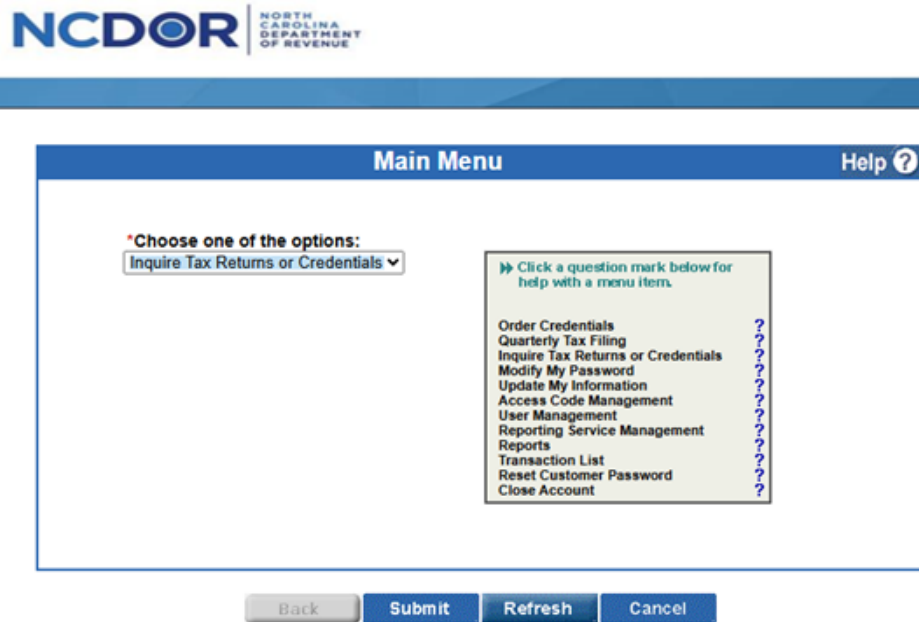 NCDOR
NORTH
CAROLINA
DEPARTMENT
OF REVENUE
Main Menu
Help ?
*Choose one of the options:
Inquire Tax Returns or Credentials
Click a question mark below for
help with a menu item.
Order Credentials ?
Quarterly Tax Filing ?
Inquire Tax Returns or Credentials ?
Modify My Password ?
Update My Information ?
Access Code Management ?
User Management ?
Reporting Service Management ?
Reports ?
Transaction List ?
Reset Customer Password ?
Close Account ?
Back Submit Refresh Cancel